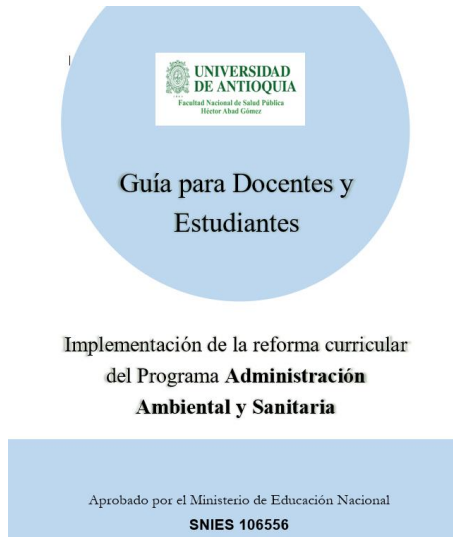 UNIVERSIDAD
DE ANTIOQUIA
1803
Facultad Nacional de Salud Pública
Héctor Abad Gómez
Guía para Docentes y
Estudiantes
Implementación de la reforma curricular
del Programa Administración
Ambiental y Sanitaria
Aprobado por el Ministerio de Educación Nacional
SNIES 106556